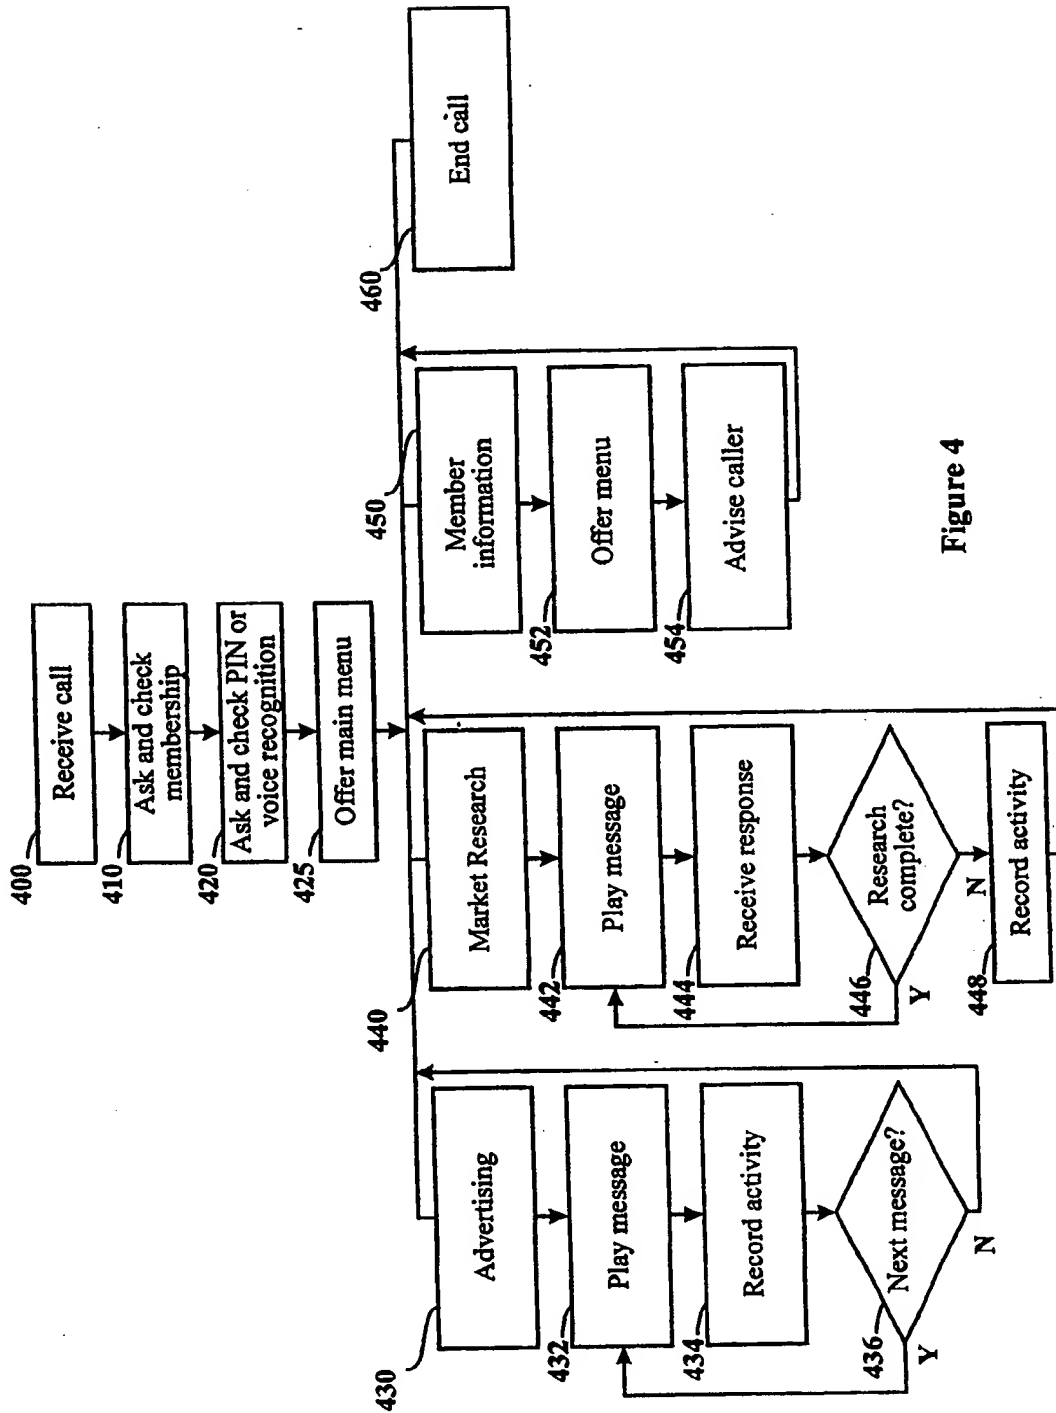 400
Receive call
410
Ask and check
membership
420
Ask and check PIN or
voice recognition
425
Offer main menu
430
Advertising
432
Play message
434
Record activity
436
Next message?
Y
N
440
Market Research
442
Play message
444
Receive response
446
Research
complete?
Y
N
448
Record activity
450
Member
information
452
Offer menu
454
Advise caller
460
End call
Figure 4